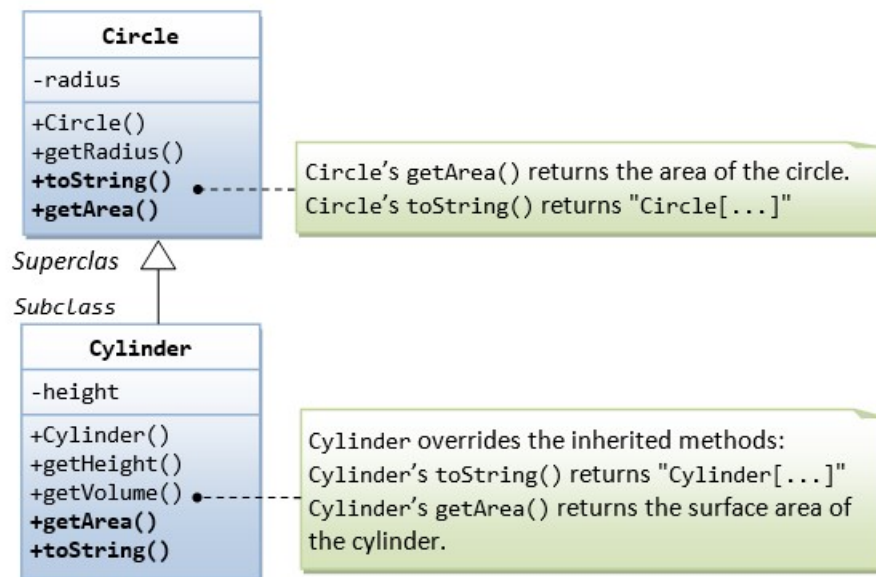 Circle
-radius
+Circle()
+getRadius()
+toString()
+getArea()
Circle's getArea() returns the area of the circle.
Circle's toString() returns "Circle[...]"
Superclas
Subclass
Cylinder
-height
+Cylinder()
+getHeight()
+getVolume()
+getArea()
+toString()
Cylinder overrides the inherited methods:
Cylinder's toString() returns "Cylinder[...]"
Cylinder's getArea() returns the surface area of
the cylinder.